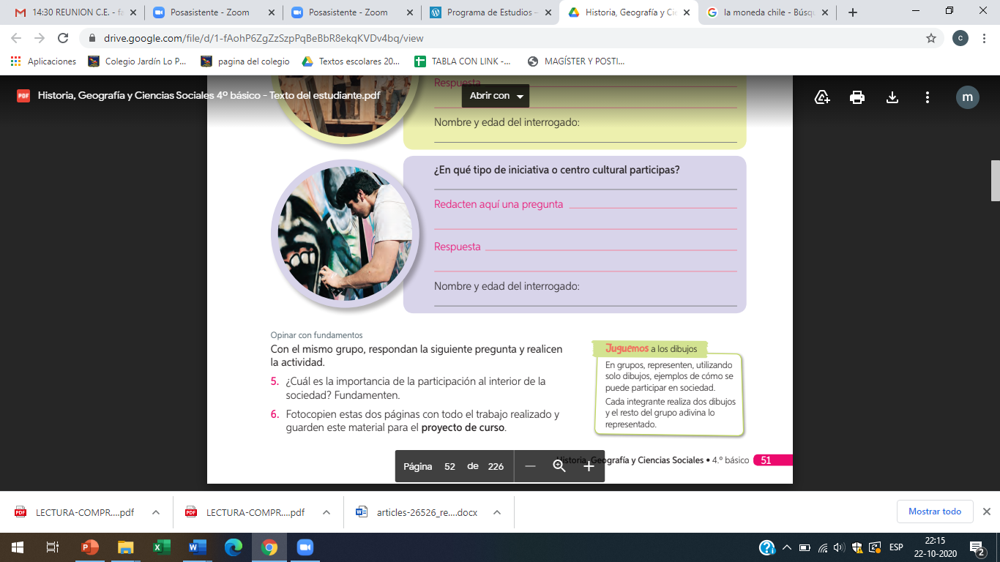 14:30 REUNION C.E. - fa
Posasistente - Zoom
Posasistente - Zoom
Programa de Estudios –
Historia, Geografía y Cie
la moneda chile - Búsqu
drive.google.com/file/d/1-fAohP6ZgZzSzpPqBeBbR8ekqKVDv4bq/view
c
Aplicaciones
Colegio Jardín Lo P...
pagina del colegio
Textos escolares 20...
TABLA CON LINK -...
MAGÍSTER Y POSTI...
PDF
Historia, Geografía y Ciencias Sociales 4º básico - Texto del estudiante.pdf
Abrir con
m
Respuesta
Nombre y edad del interrogado:
¿En qué tipo de iniciativa o centro cultural participas?
Redacten aquí una pregunta
Respuesta
Nombre y edad del interrogado:
Opinar con fundamentos
Con el mismo grupo, respondan la siguiente pregunta y realicen
la actividad.
5. ¿Cuál es la importancia de la participación al interior de la
sociedad? Fundamenten.
6. Fotocopien estas dos páginas con todo el trabajo realizado y
guarden este material para el proyecto de curso.
Juguemos a los dibujos
En grupos, representen, utilizando
solo dibujos, ejemplos de cómo se
puede participar en sociedad.
Cada integrante realiza dos dibujos
y el resto del grupo adivina lo
representado.
Historia, Geografía y Ciencias Sociales • 4.º básico 51
Página 52 de 226
LECTURA-COMPR....pdf
LECTURA-COMPR....pdf
articles-26526_re....docx
Mostrar todo
ESP
22:15
22-10-2020
2